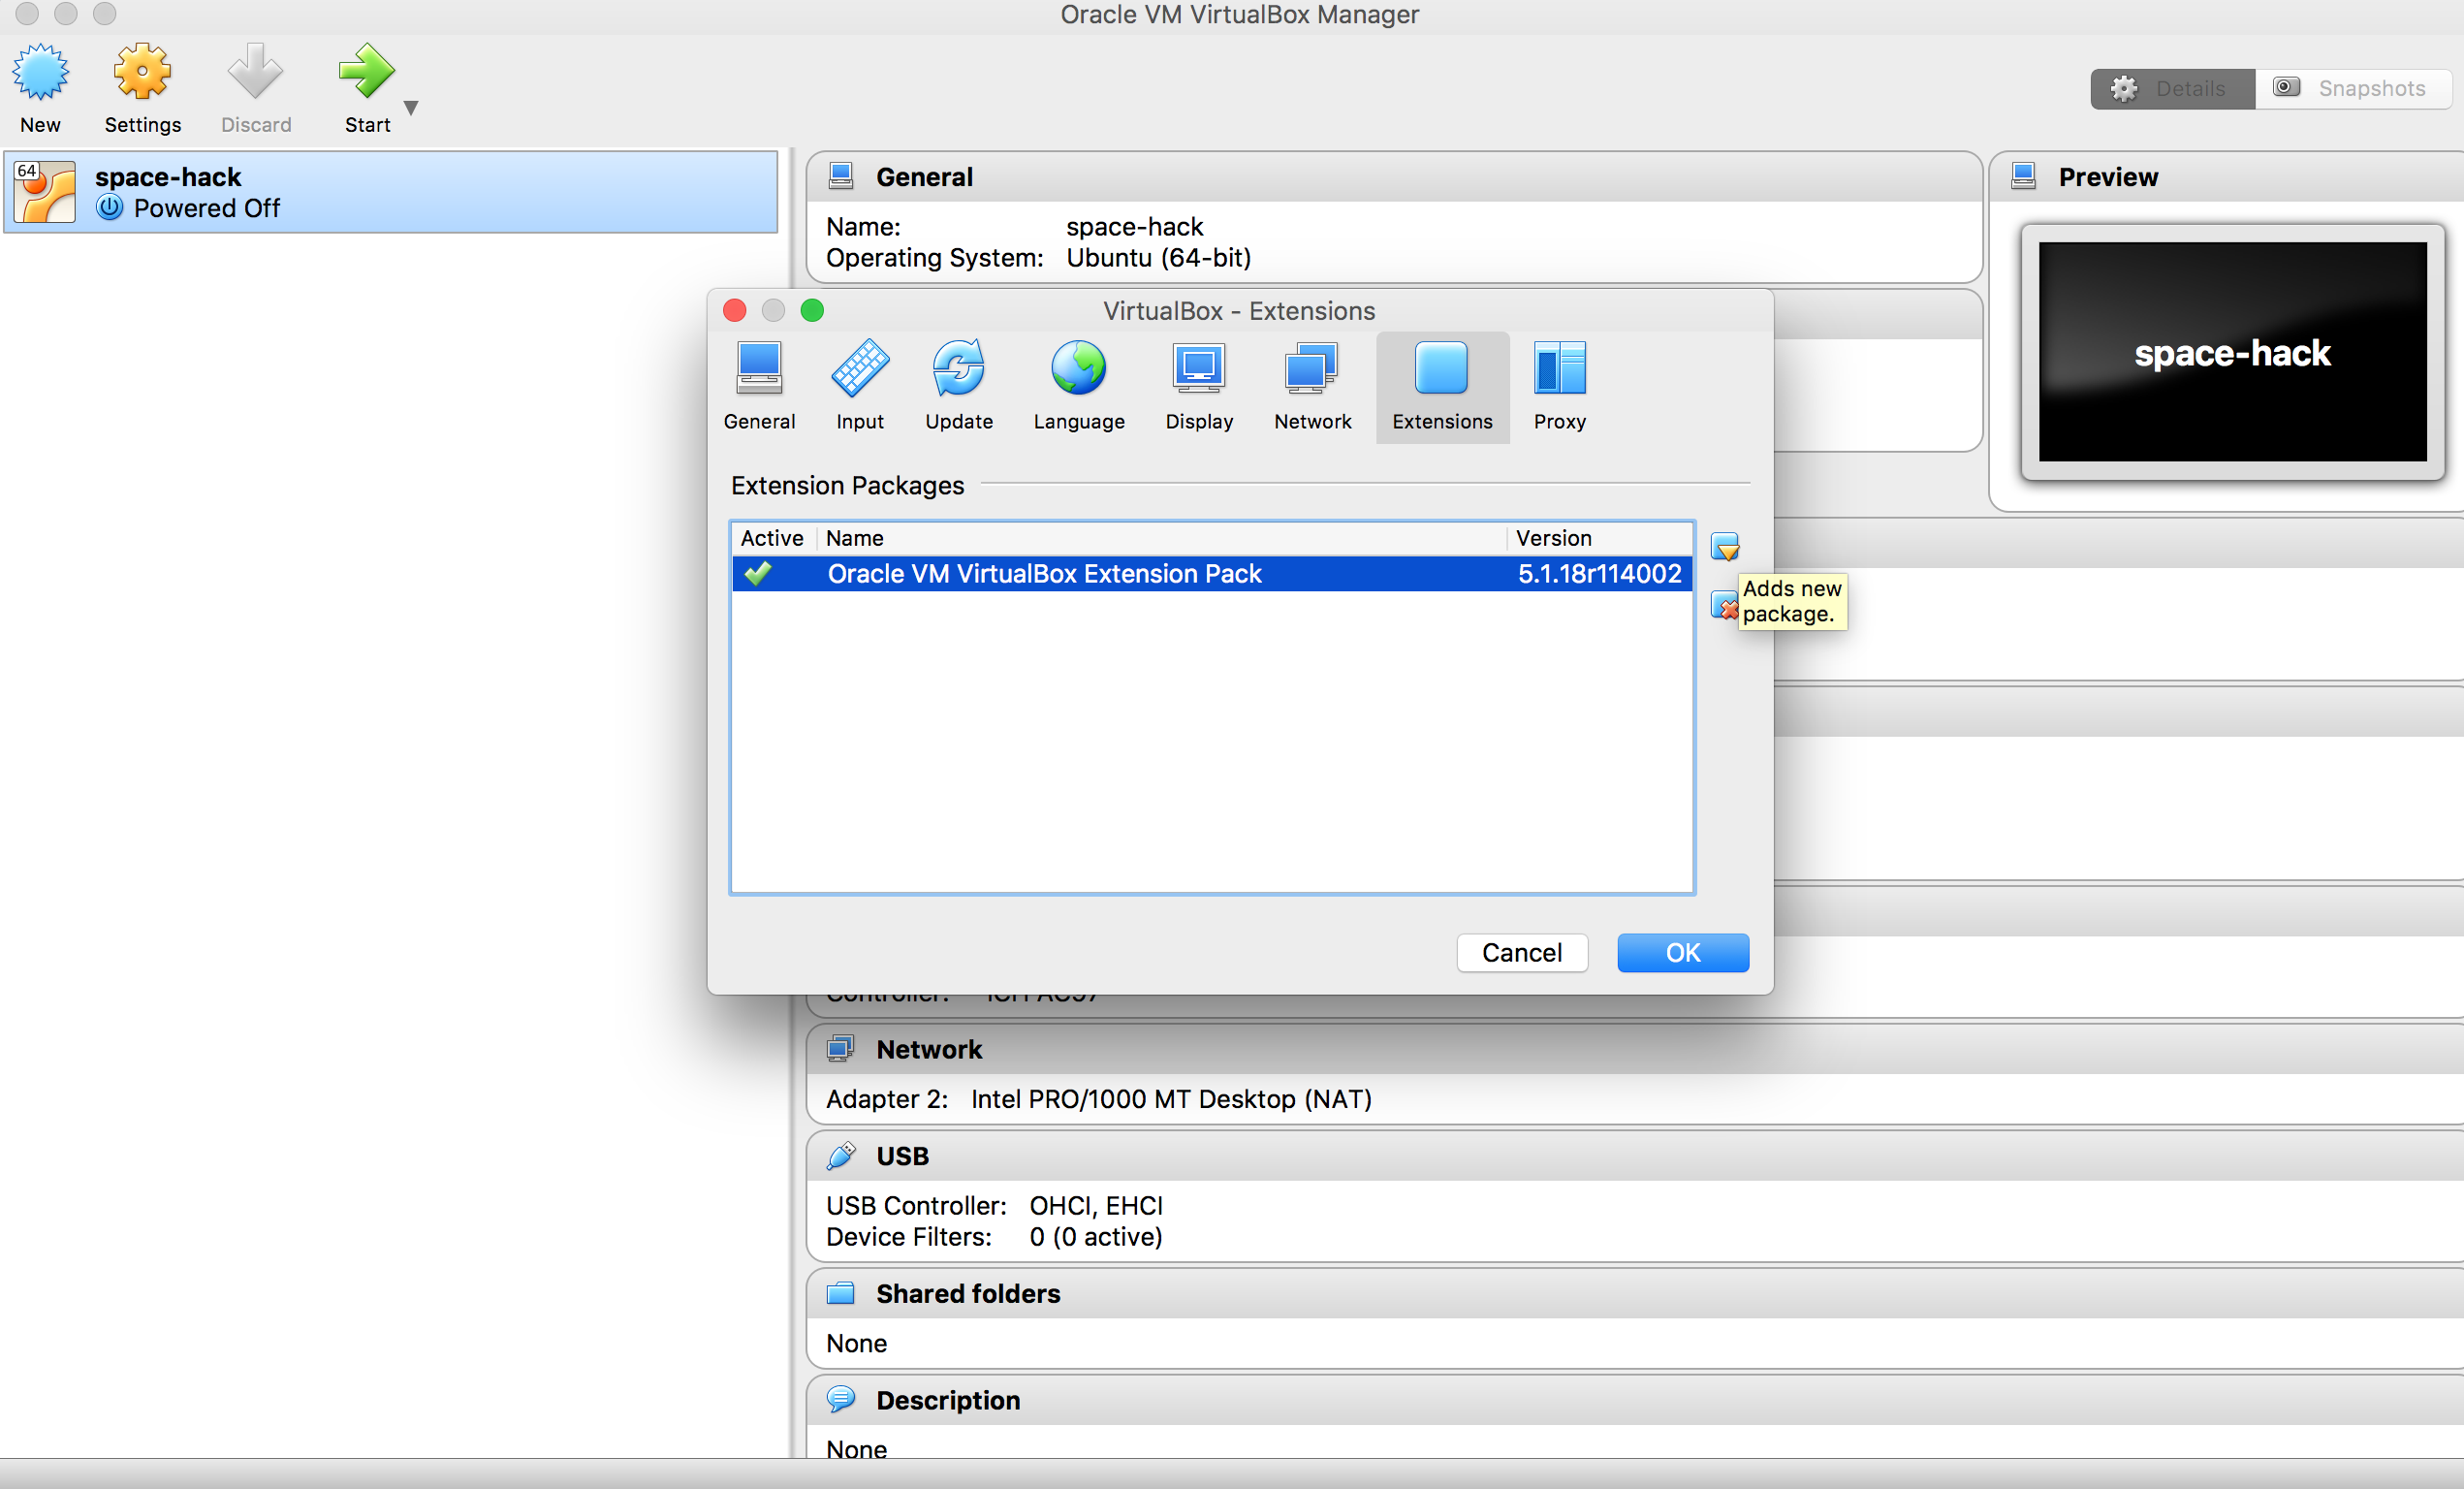 Oracle VM VirtualBox Manager
New
Settings
Discard
Start
Details
Snapshots
64
space-hack
Powered Off
General
Name: space-hack
Operating System: Ubuntu (64-bit)
Preview
space-hack
VirtualBox - Extensions
General
Input
Update
Language
Display
Network
Extensions
Proxy
Extension Packages
Active Name Version
Oracle VM VirtualBox Extension Pack 5.1.18r114002
Adds new
package.
Cancel
OK
Controller: ICH AC97
Network
Adapter 2: Intel PRO/1000 MT Desktop (NAT)
USB
USB Controller: OHCI, EHCI
Device Filters: 0 (0 active)
Shared folders
None
Description
None